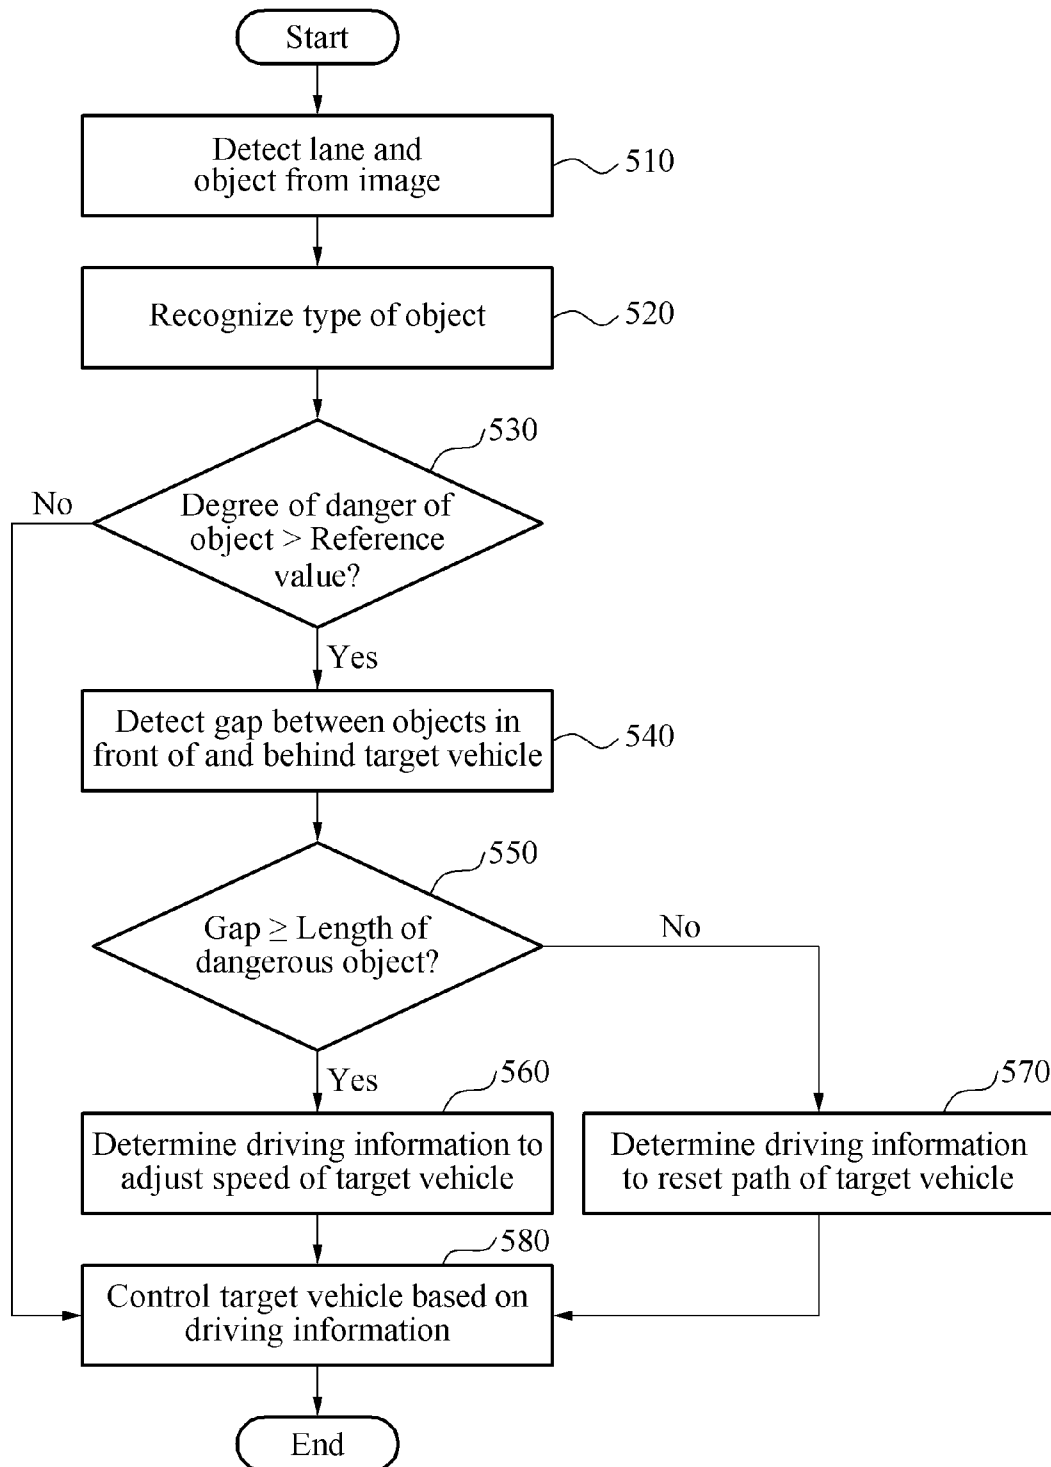 Start
Detect lane and
object from image
510
Recognize type of object
520
530
No
Degree of danger of
object > Reference
value?
Yes
Detect gap between objects in
front of and behind target vehicle
540
550
Gap ≥ Length of
dangerous object?
No
Yes
560
570
Determine driving information to
adjust speed of target vehicle
Determine driving information
to reset path of target vehicle
580
Control target vehicle based on
driving information
End